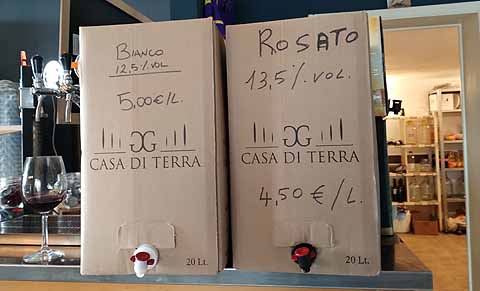 BIANCO
12,5% VOL
5,00€/L.
CASA DI TERRA
20 Lt.
ROSATO
13,5% VOL.
CASA DI TERRA
4,50 €/L.
20 Lt.